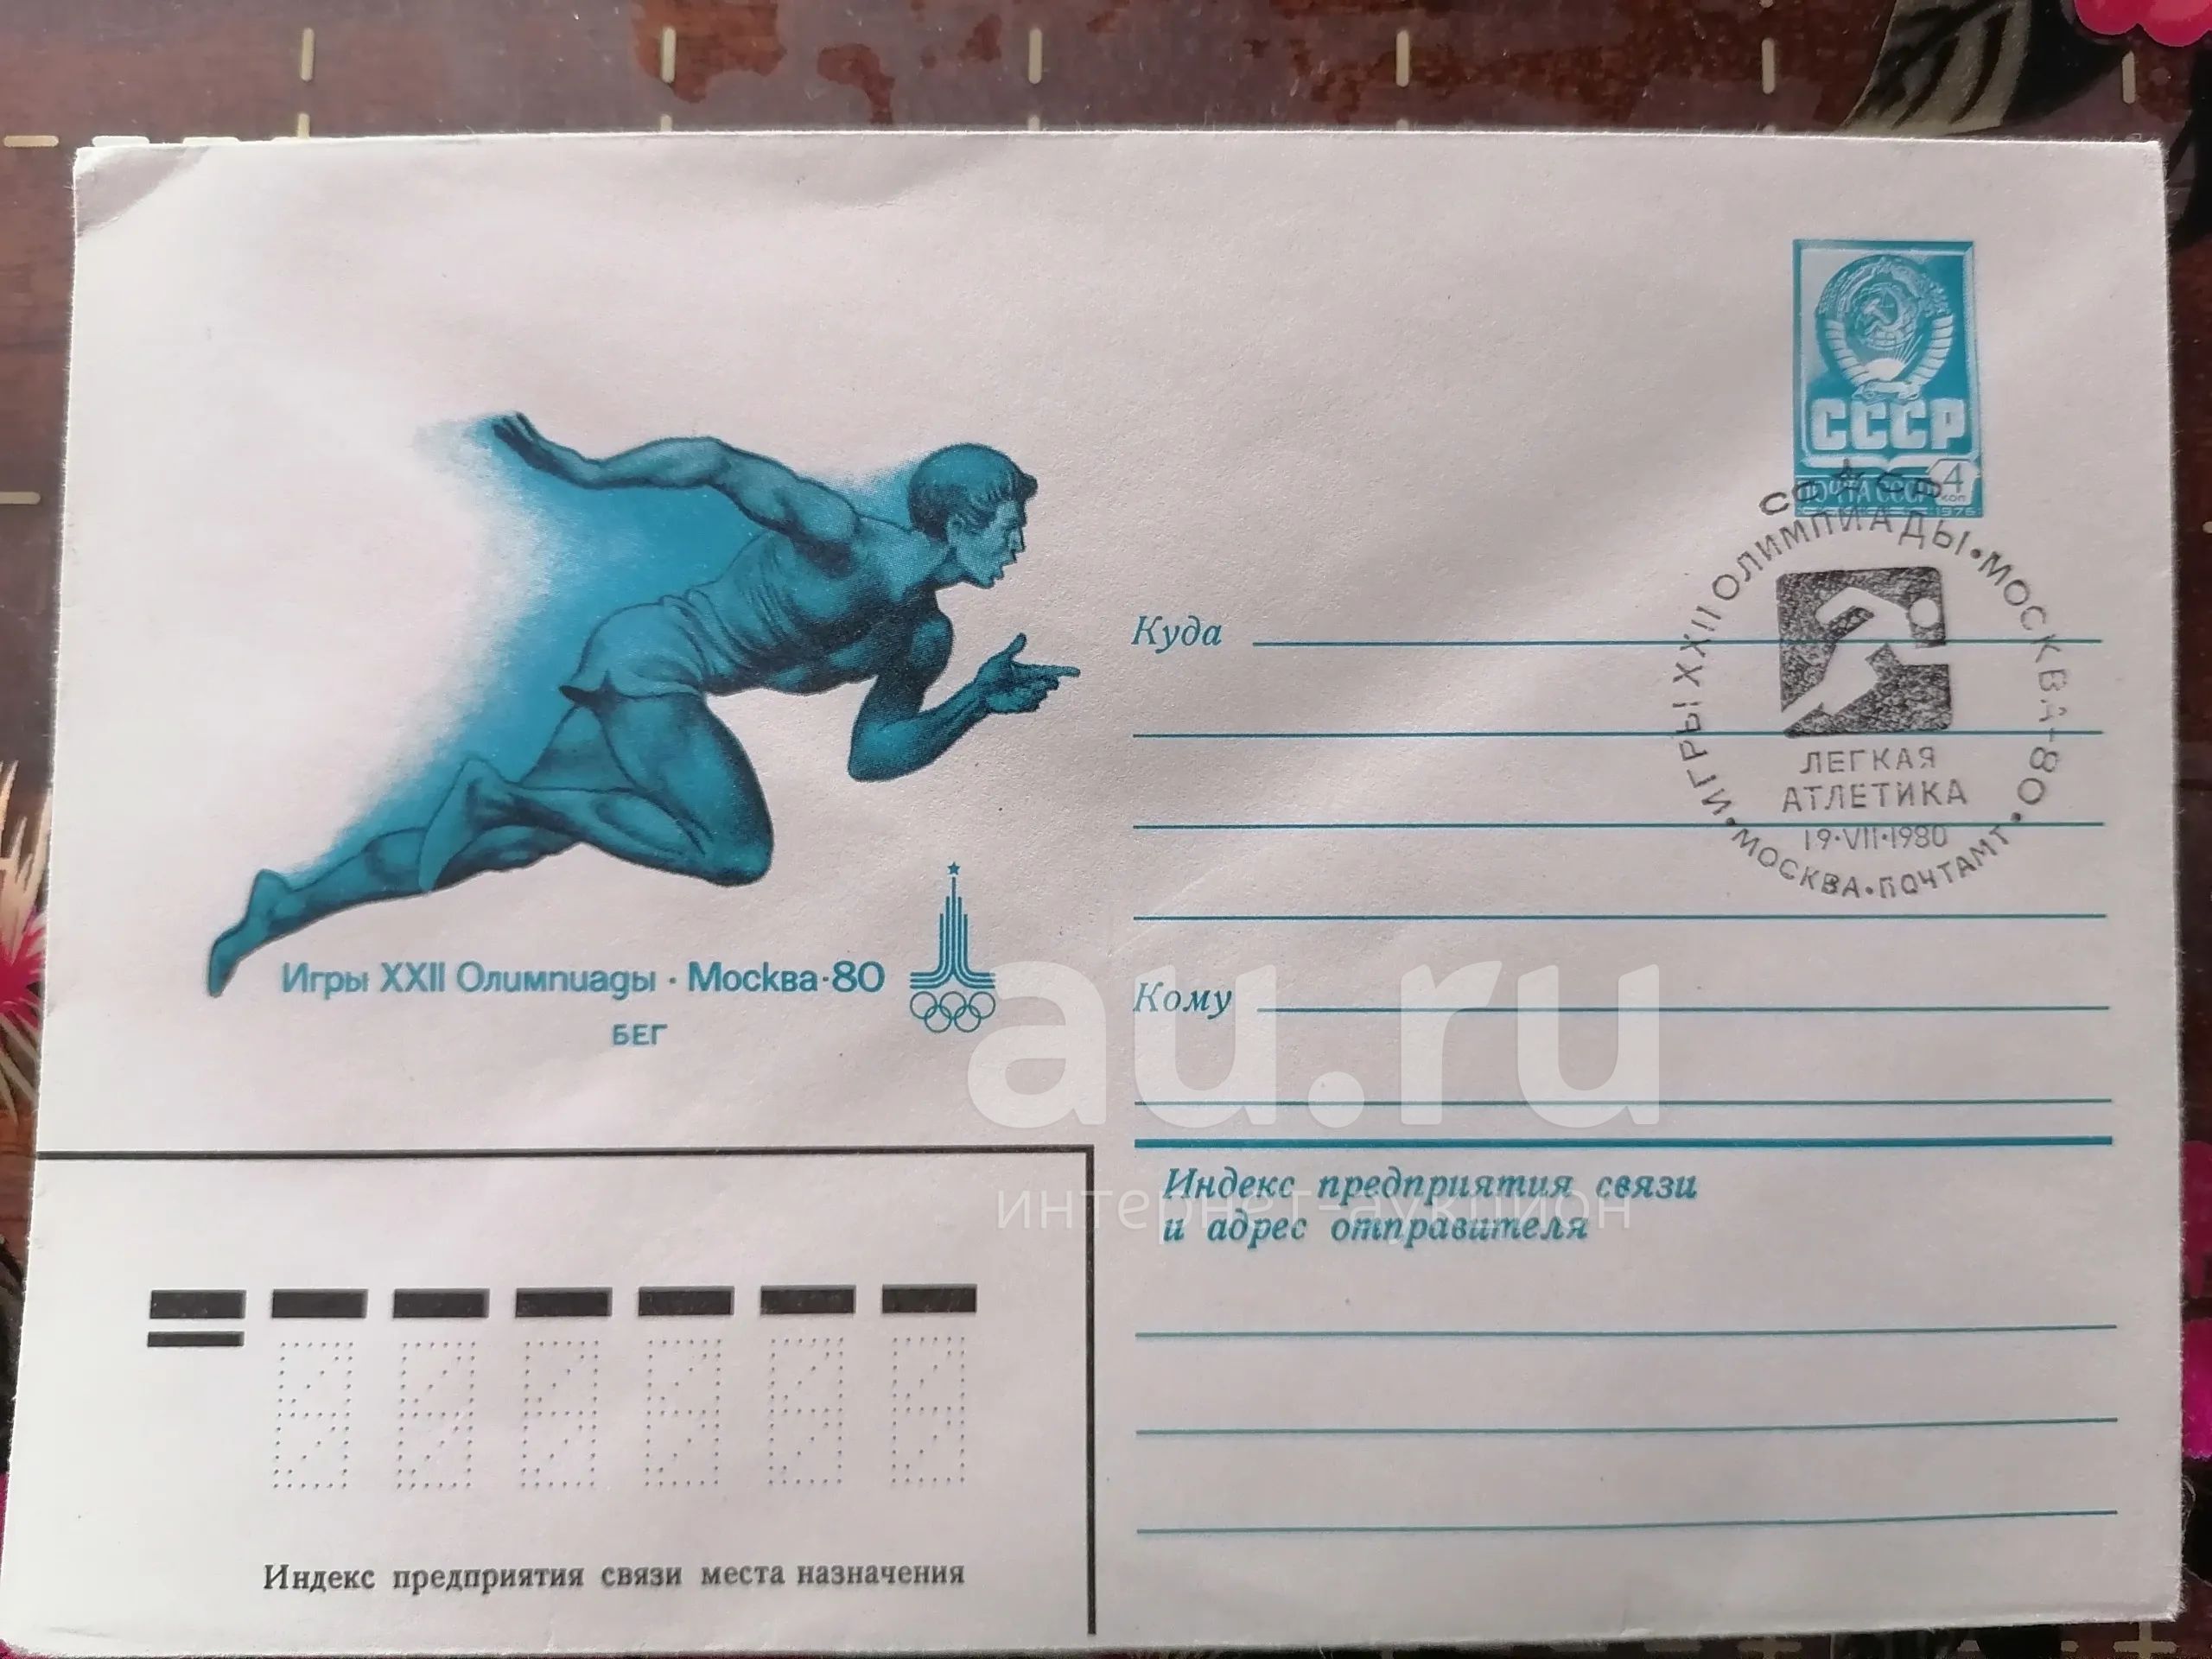 СССР
ПОЧТА СССР
4
КОП
1976
СССР
ИГРЫ XXII ОЛИМПИАДЫ • МОСКВА-80 • МОСКВА • ПОЧТАМТ •
ЛЕГКАЯ
АТЛЕТИКА
19•VII•1980
Куда
Игры XXII Олимпиады • Москва•80
БЕГ
Кому
au.ru
интернет-аукцион
Индекс предприятия связи
и адрес отправителя
Индекс предприятия связи места назначения